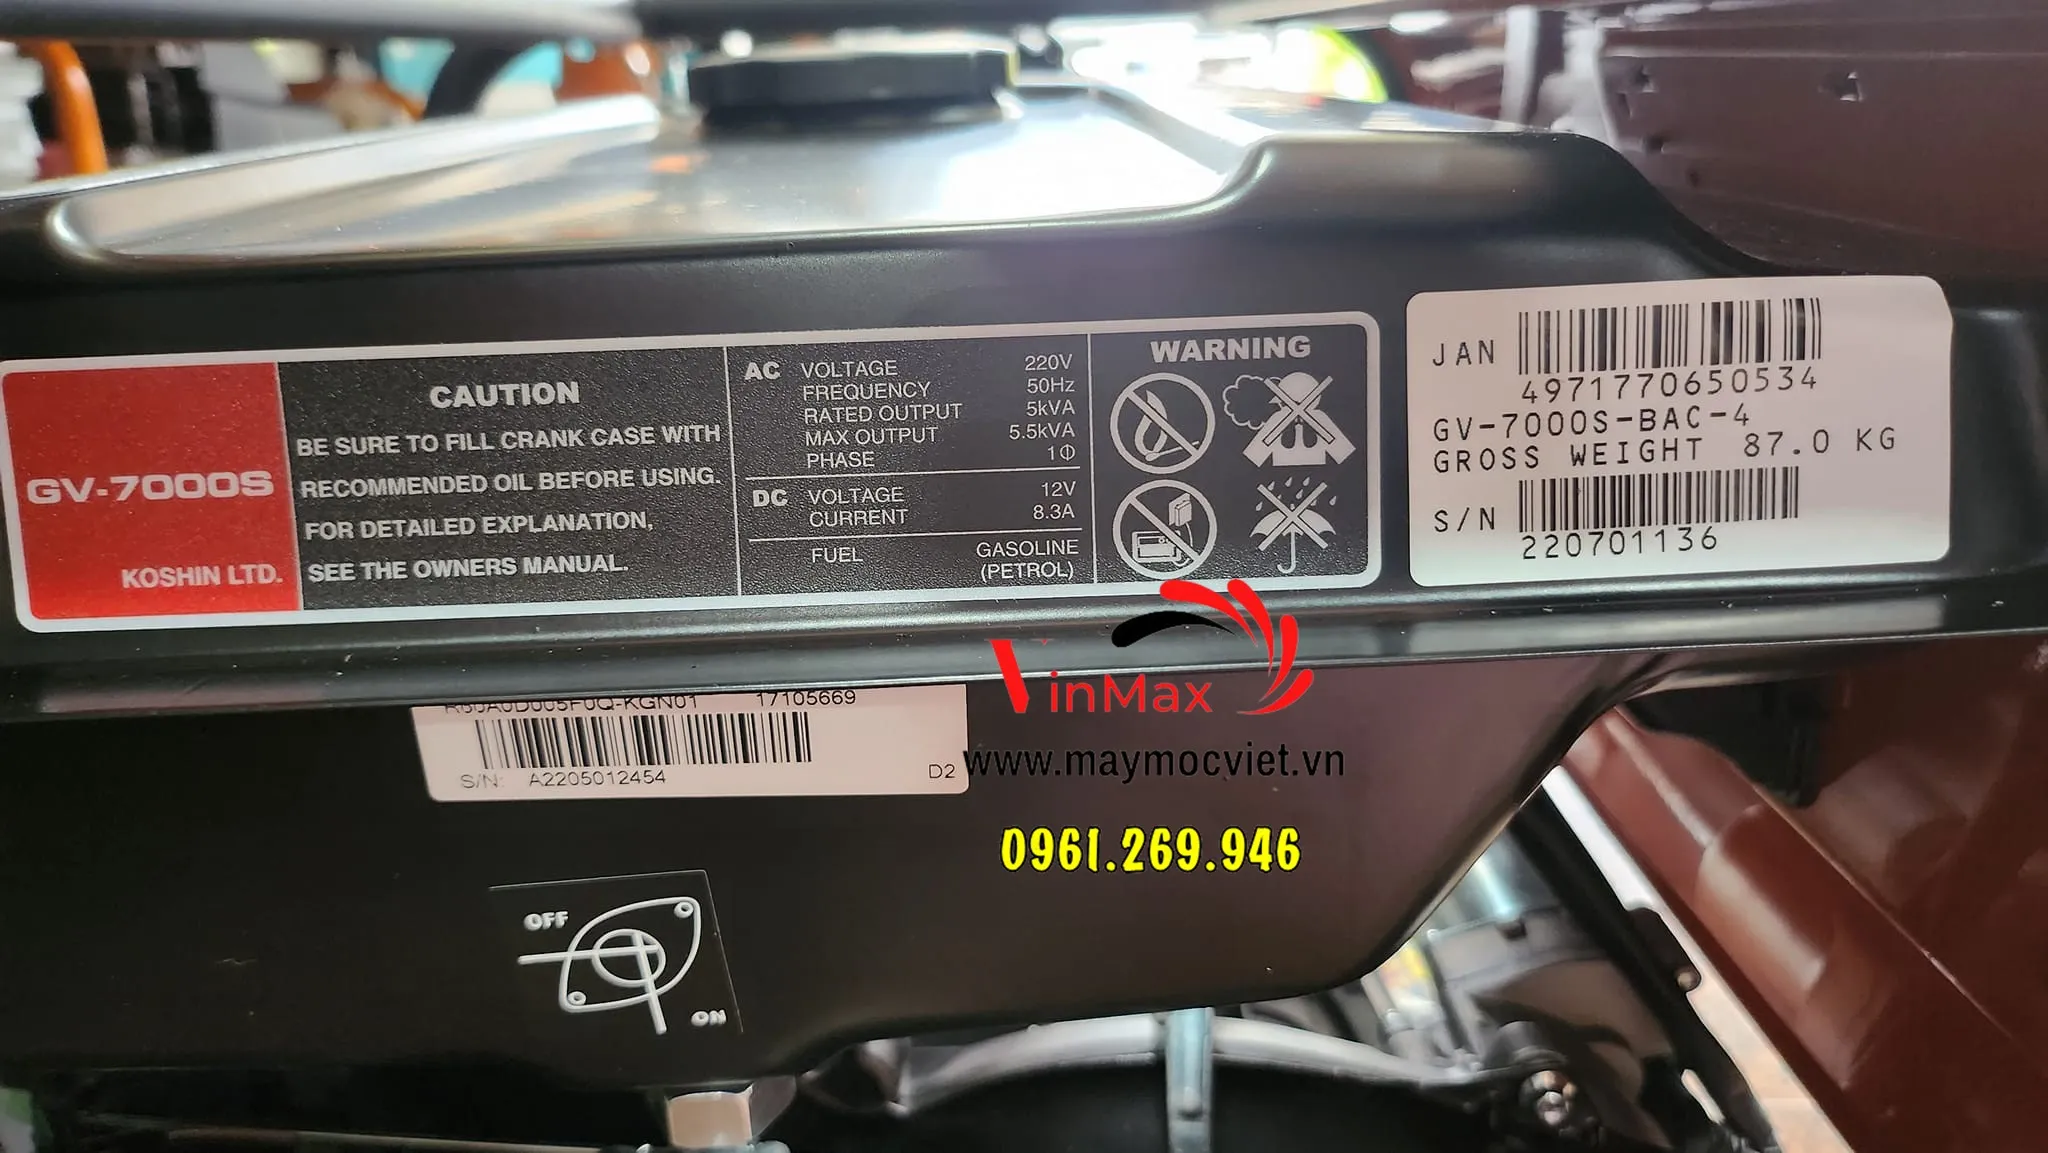 GV-7000S
KOSHIN LTD.
CAUTION
BE SURE TO FILL CRANK CASE WITH
RECOMMENDED OIL BEFORE USING.
FOR DETAILED EXPLANATION,
SEE THE OWNERS MANUAL.
AC VOLTAGE 220V
FREQUENCY 50Hz
RATED OUTPUT 5kVA
MAX OUTPUT 5.5kVA
PHASE 1Φ
DC VOLTAGE 12V
CURRENT 8.3A
FUEL GASOLINE
(PETROL)
WARNING
JAN
4971770650534
GV-7000S-BAC-4
GROSS WEIGHT 87.0 KG
S/N
220701136
17105669
S/N: A2205012454
D2
VinMax
www.maymocviet.vn
0961.269.946
OFF
ON